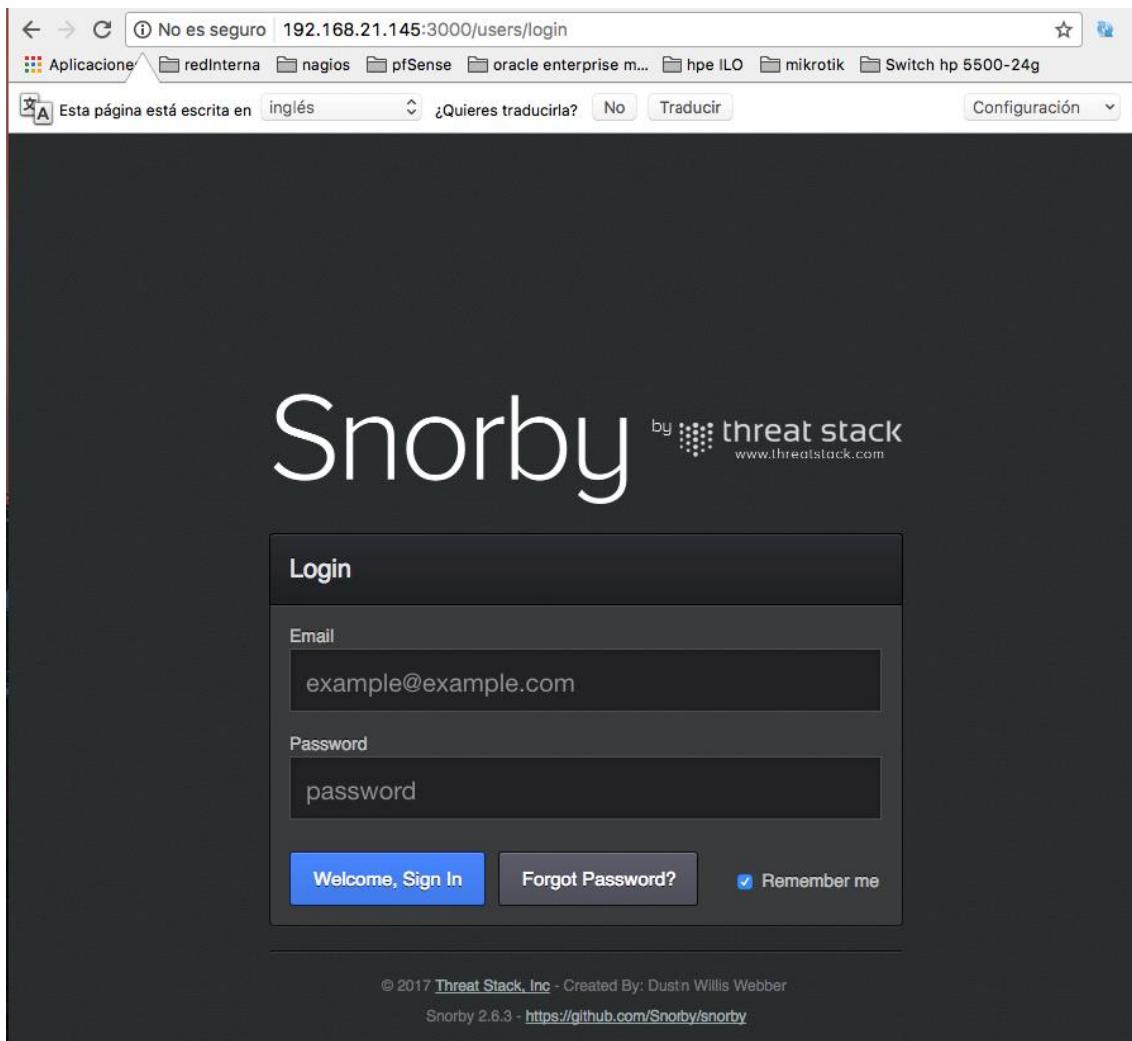 No es seguro 192.168.21.145:3000/users/login
Aplicacione redInterna nagios pfSense oracle enterprise m... hpe ILO mikrotik Switch hp 5500-24g
Esta página está escrita en inglés ¿Quieres traducirla? No Traducir Configuración
Snorby by threat stack
www.threatstack.com
Login
Email
example@example.com
Password
password
Welcome, Sign In Forgot Password? Remember me
© 2017 Threat Stack, Inc - Created By: Dustin Willis Webber
Snorby 2.6.3 - https://github.com/Snorby/snorby